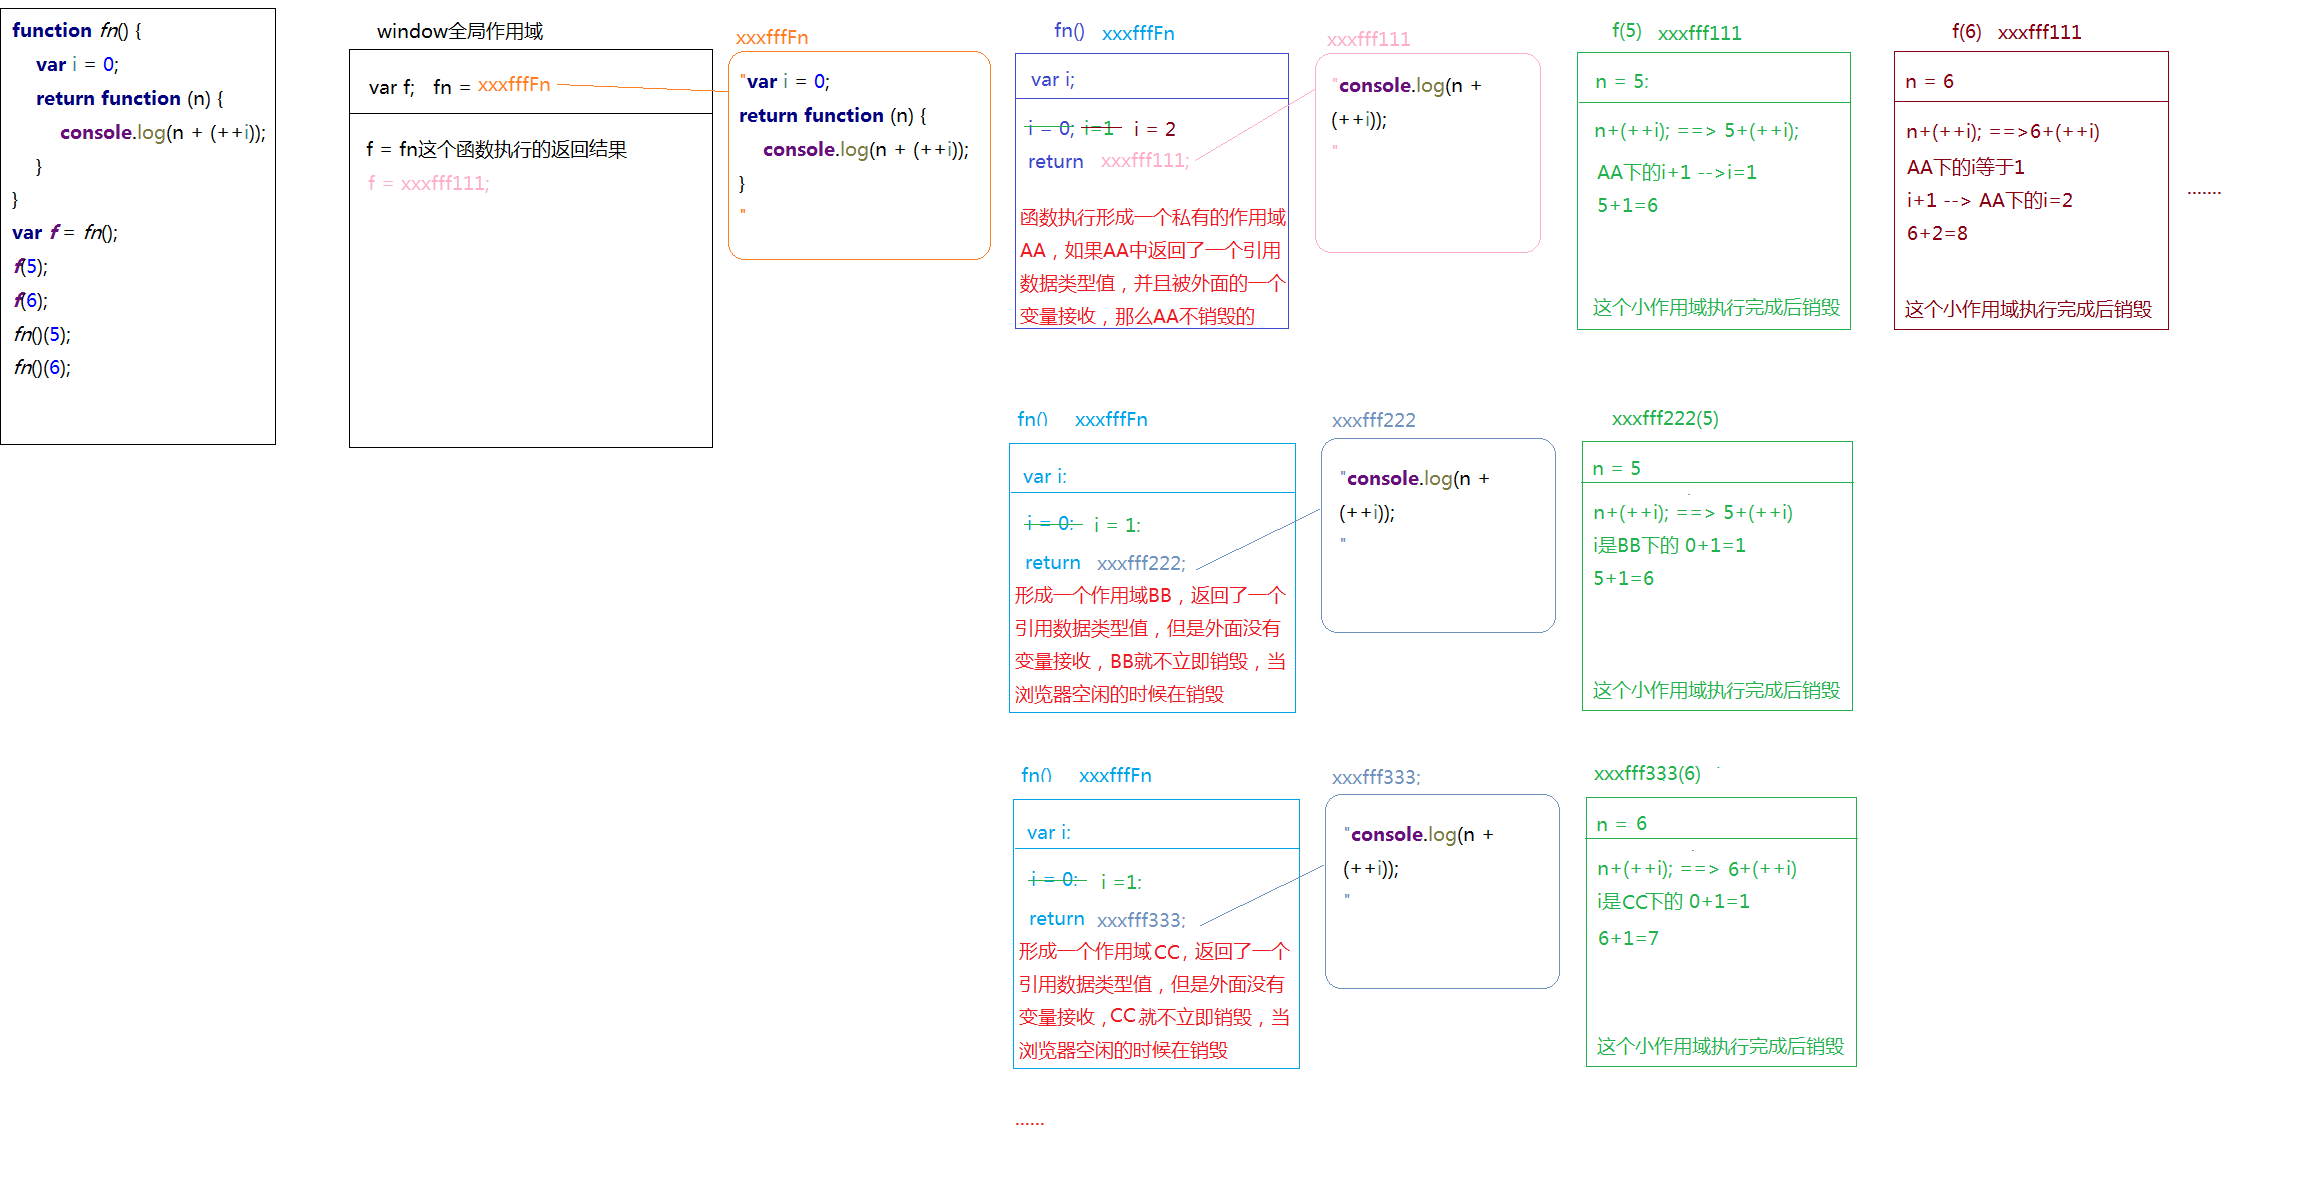 function fn() {
var i = 0;
return function (n) {
console.log(n + (++i));
}
}
var f = fn();
f(5);
f(6);
fn()(5);
fn()(6);
window全局作用域
var f; fn = xxxfffFn
f = fn这个函数执行的返回结果
f = xxxfff111;
xxxfffFn
"var i = 0;
return function (n) {
console.log(n + (++i));
}
"
fn() xxxfffFn
var i;
i = 0; i=1 i = 2
return xxxfff111;
函数执行形成一个私有的作用域
AA，如果AA中返回了一个引用
数据类型值，并且被外面的一个
变量接收，那么AA不销毁的
xxxfff111
"console.log(n +
(++i));
"
f(5) xxxfff111
n = 5:
n+(++i); ==> 5+(++i);
AA下的i+1 -->i=1
5+1=6
这个小作用域执行完成后销毁
f(6) xxxfff111
n = 6
n+(++i); ==>6+(++i)
AA下的i等于1
i+1 --> AA下的i=2
6+2=8
这个小作用域执行完成后销毁
.......
fn() xxxfffFn
var i:
i = 0: i = 1:
return xxxfff222;
形成一个作用域BB，返回了一个
引用数据类型值，但是外面没有
变量接收，BB就不立即销毁，当
浏览器空闲的时候在销毁
xxxfff222
"console.log(n +
(++i));
"
xxxfff222(5)
n = 5
n+(++i); ==> 5+(++i)
i是BB下的 0+1=1
5+1=6
这个小作用域执行完成后销毁
fn() xxxfffFn
var i:
i = 0: i =1:
return xxxfff333;
形成一个作用域CC，返回了一个
引用数据类型值，但是外面没有
变量接收，CC就不立即销毁，当
浏览器空闲的时候在销毁
xxxfff333;
"console.log(n +
(++i));
"
xxxfff333(6)
n = 6
n+(++i); ==> 6+(++i)
i是CC下的 0+1=1
6+1=7
这个小作用域执行完成后销毁
......